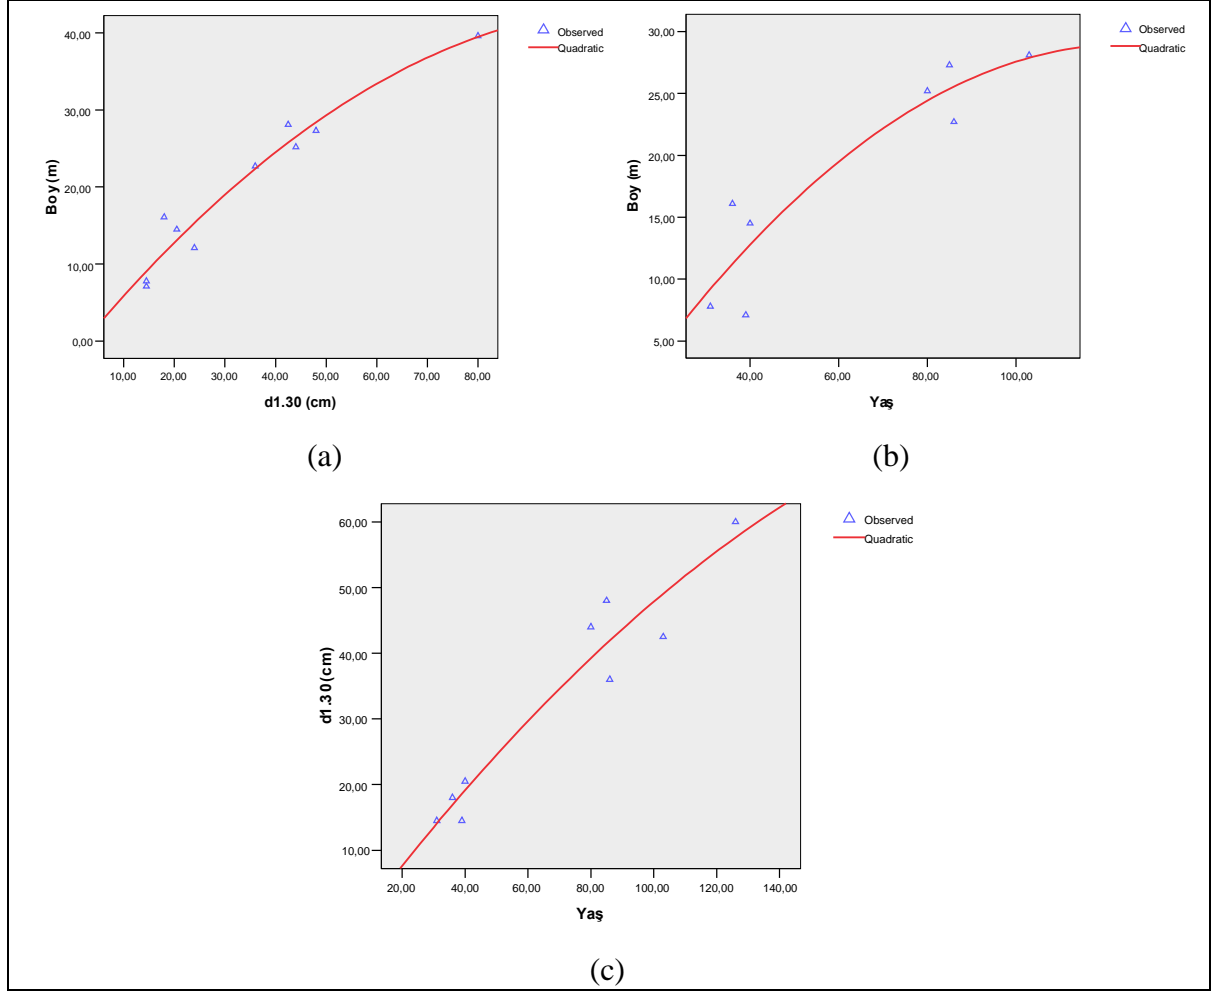 40,00
30,00
20,00
10,00
0,00
Boy (m)
10,00 20,00 30,00 40,00 50,00 60,00 70,00 80,00
d1.30 (cm)
Observed
Quadratic
(a)
30,00
25,00
20,00
15,00
10,00
5,00
Boy (m)
40,00 60,00 80,00 100,00
Yaş
Observed
Quadratic
(b)
60,00
50,00
40,00
30,00
20,00
10,00
d1.30 (cm)
20,00 40,00 60,00 80,00 100,00 120,00 140,00
Yaş
Observed
Quadratic
(c)